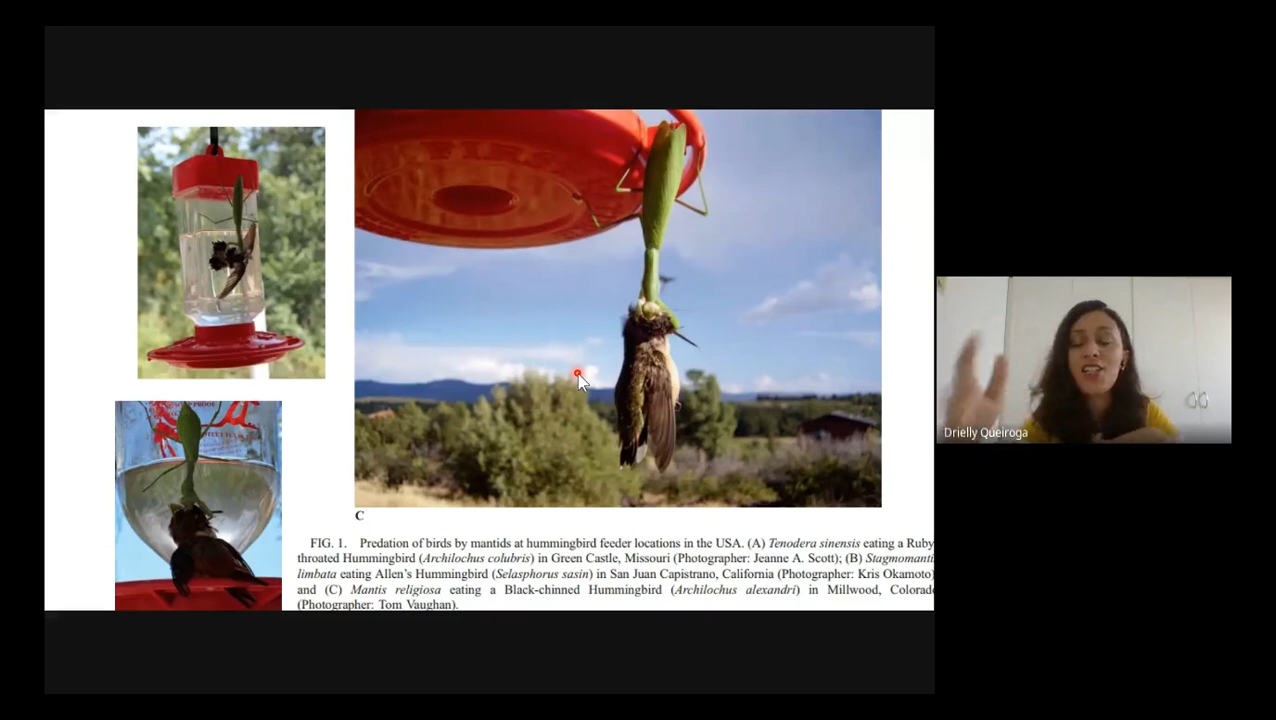 C
FIG. 1. Predation of birds by mantids at hummingbird feeder locations in the USA. (A) Tenodera sinensis eating a Ruby
throated Hummingbird (Archilochus colubris) in Green Castle, Missouri (Photographer: Jeanne A. Scott); (B) Stagmomanti
limbata eating Allen's Hummingbird (Selasphorus sasin) in San Juan Capistrano, California (Photographer: Kris Okamoto)
and (C) Mantis religiosa eating a Black-chinned Hummingbird (Archilochus alexandri) in Millwood, Colorad
(Photographer: Tom Vaughan).
Drielly Queiroga